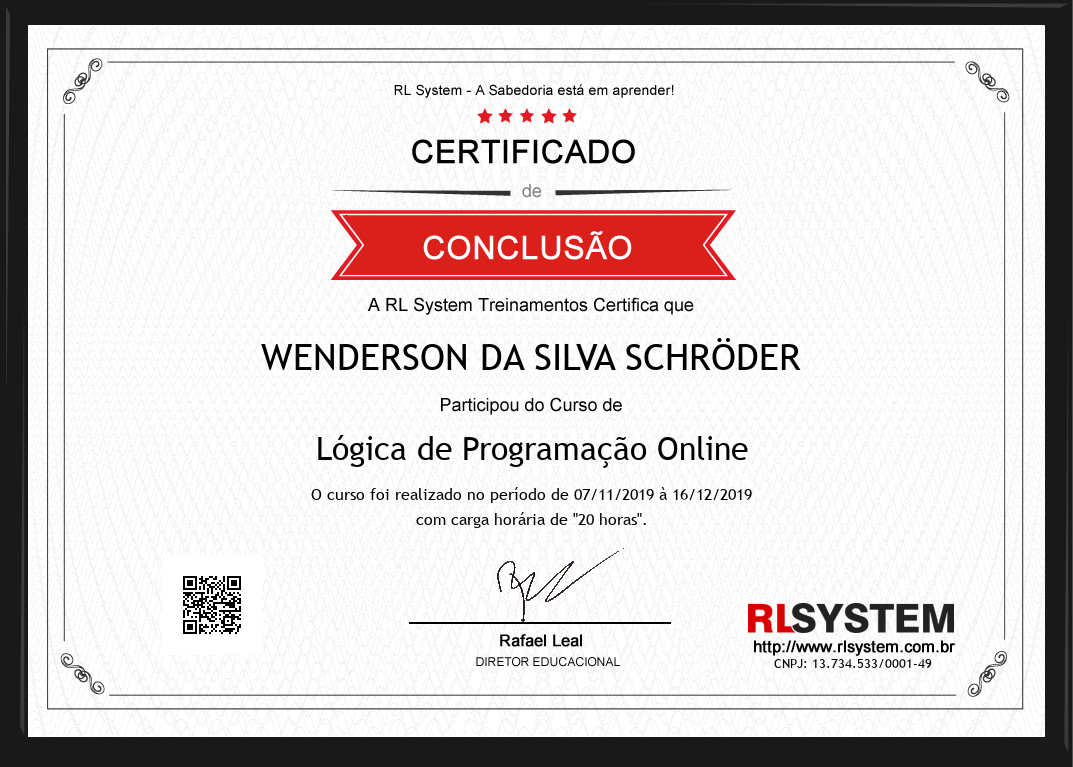 RL System - A Sabedoria está em aprender!
CERTIFICADO
de
CONCLUSÃO
A RL System Treinamentos Certifica que
WENDERSON DA SILVA SCHRÖDER
Participou do Curso de
Lógica de Programação Online
O curso foi realizado no período de 07/11/2019 à 16/12/2019
com carga horária de "20 horas".
Rafael Leal
DIRETOR EDUCACIONAL
RLSYSTEM
http://www.rlsystem.com.br
CNPJ: 13.734.533/0001-49